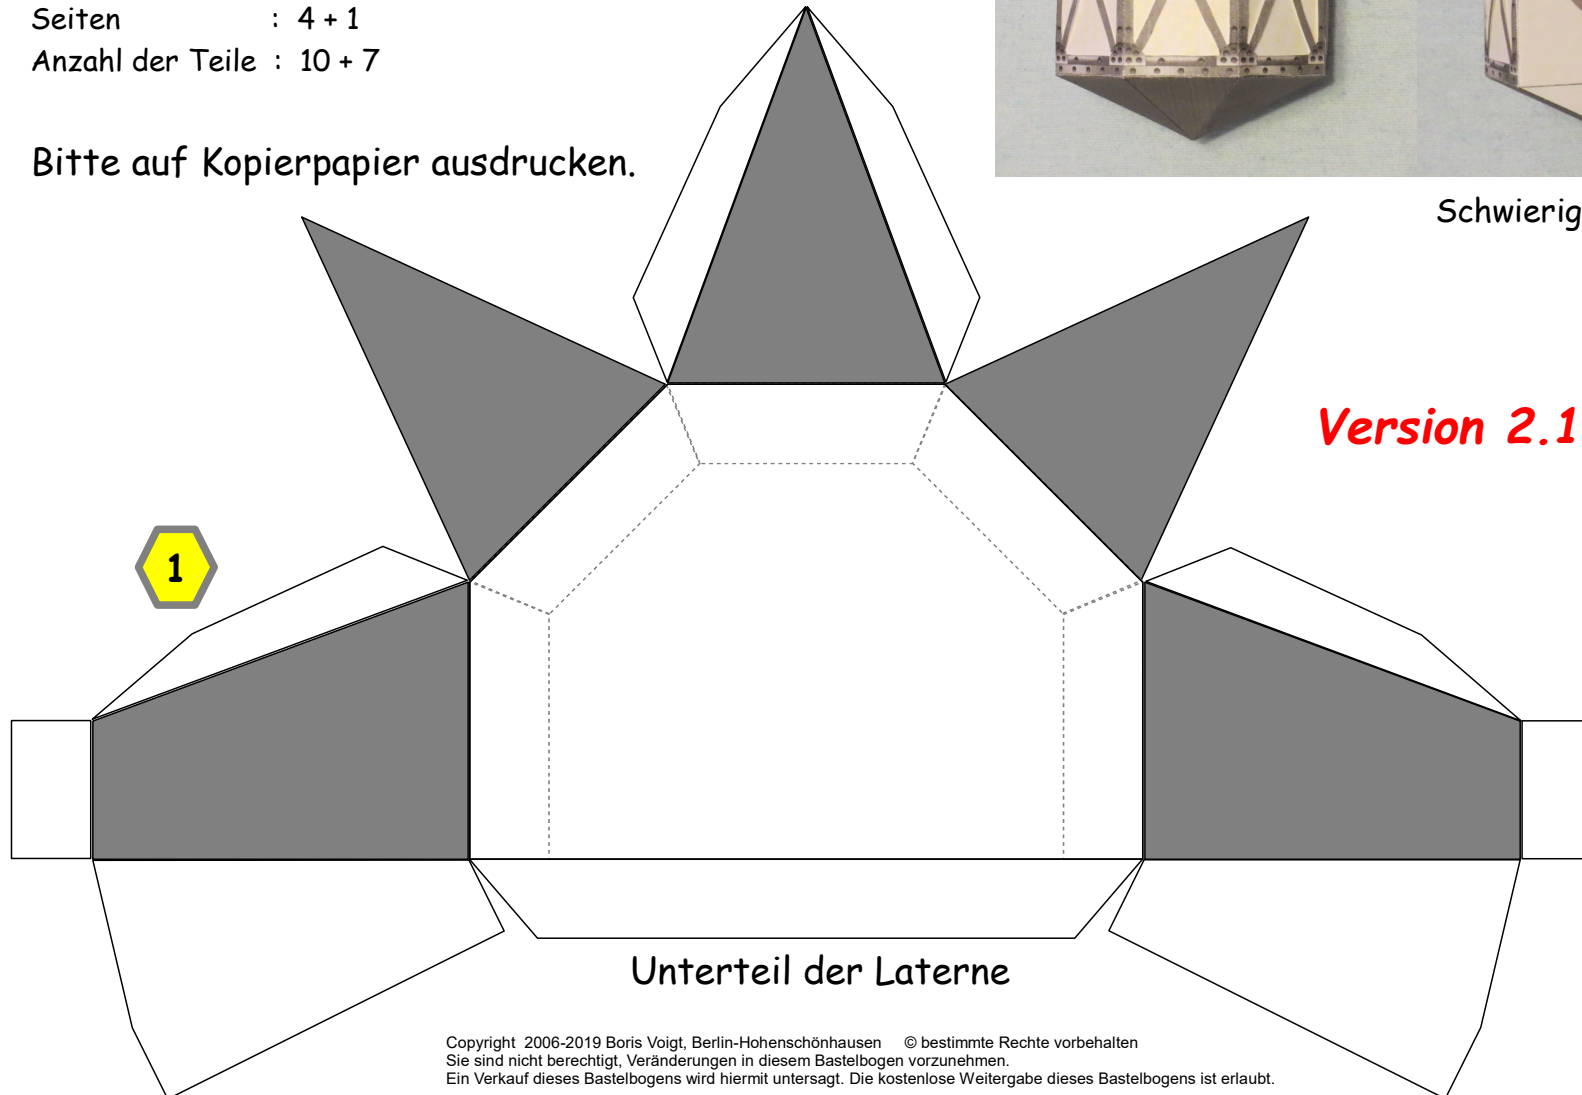 Seiten : 4 + 1
Anzahl der Teile : 10 + 7
Bitte auf Kopierpapier ausdrucken.
Schwierig
Version 2.1
1
Unterteil der Laterne
Copyright 2006-2019 Boris Voigt, Berlin-Hohenschönhausen © bestimmte Rechte vorbehalten
Sie sind nicht berechtigt, Veränderungen in diesem Bastelbogen vorzunehmen.
Ein Verkauf dieses Bastelbogens wird hiermit untersagt. Die kostenlose Weitergabe dieses Bastelbogens ist erlaubt.